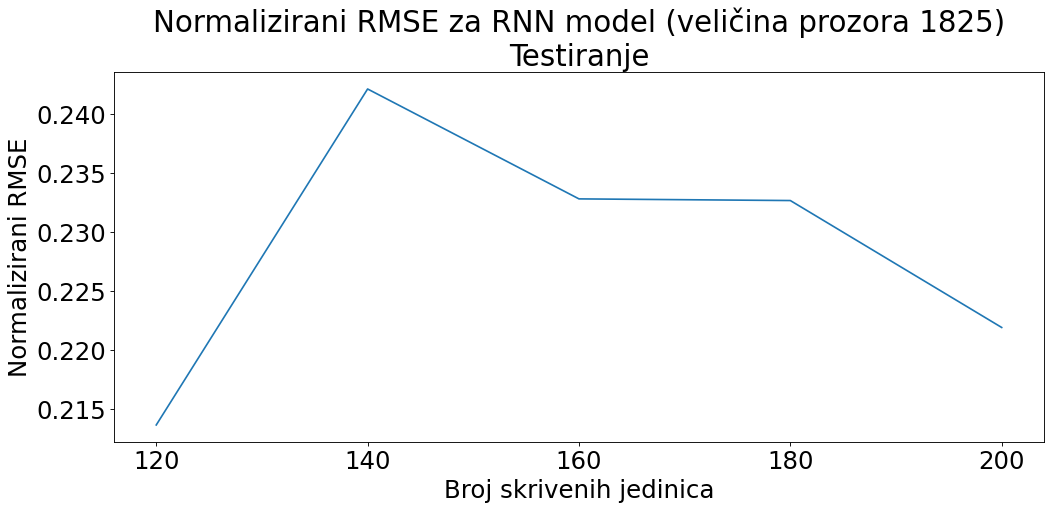 Normalizirani RMSE za RNN model (veličina prozora 1825)
Testiranje
Normalizirani RMSE
0.240
0.235
0.230
0.225
0.220
0.215
120 140 160 180 200
Broj skrivenih jedinica